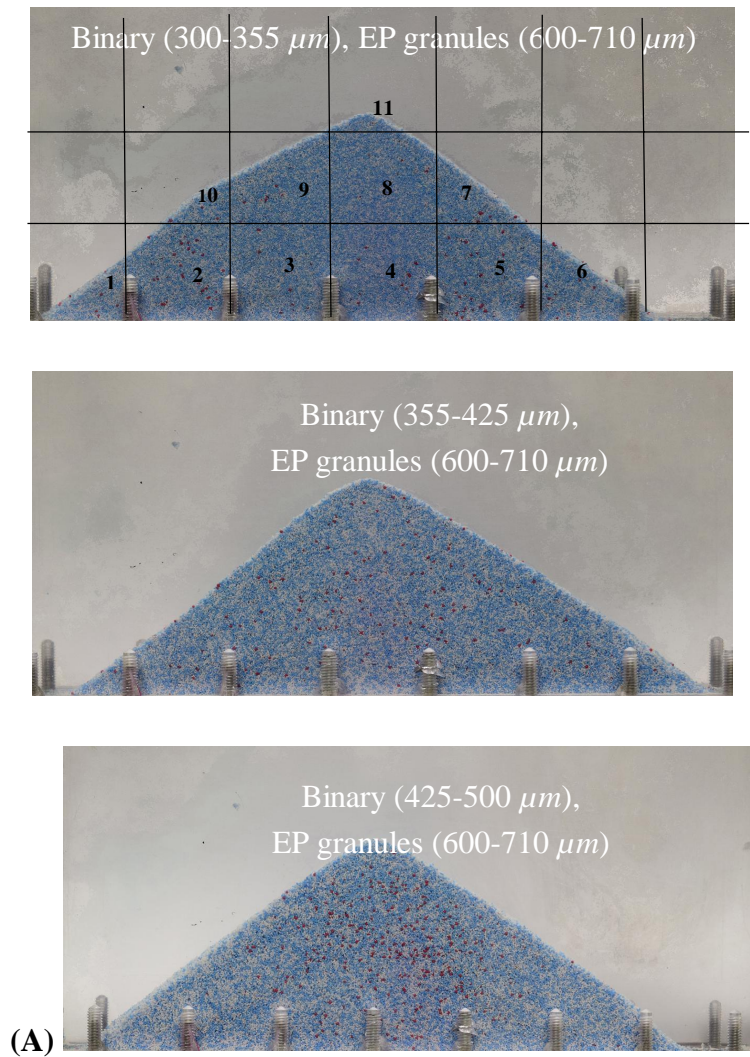 Binary (300-355 µm), EP granules (600-710 µm)
11
10 9 8 7
1 2 3 4 5 6
Binary (355-425 µm),
EP granules (600-710 µm)
Binary (425-500 µm),
EP granules (600-710 µm)
(A)